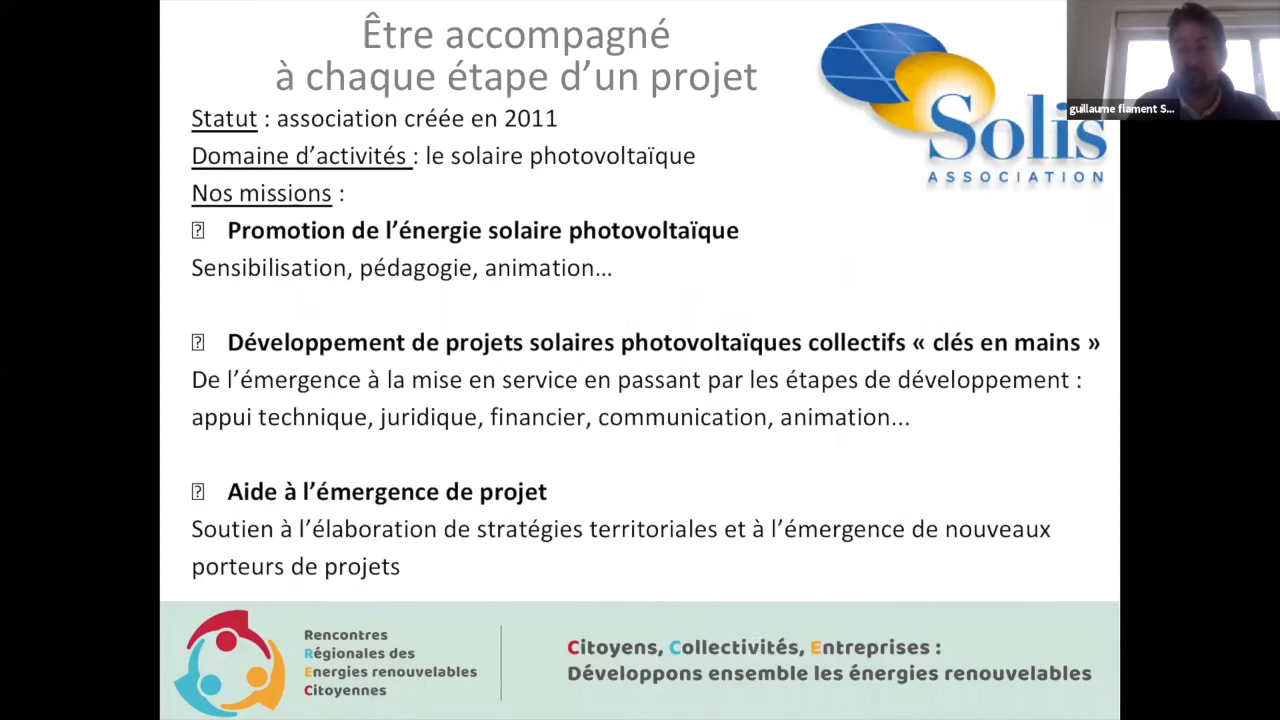 Être accompagné
à chaque étape d’un projet
Solis
ASSOCIATION
guillaume flament S...
Statut : association créée en 2011
Domaine d’activités : le solaire photovoltaïque
Nos missions :
Promotion de l’énergie solaire photovoltaïque
Sensibilisation, pédagogie, animation...
Développement de projets solaires photovoltaïques collectifs « clés en mains »
De l’émergence à la mise en service en passant par les étapes de développement :
appui technique, juridique, financier, communication, animation...
Aide à l’émergence de projet
Soutien à l’élaboration de stratégies territoriales et à l’émergence de nouveaux
porteurs de projets
Rencontres
Régionales des
Energies renouvelables
Citoyennes
Citoyens, Collectivités, Entreprises :
Développons ensemble les énergies renouvelables